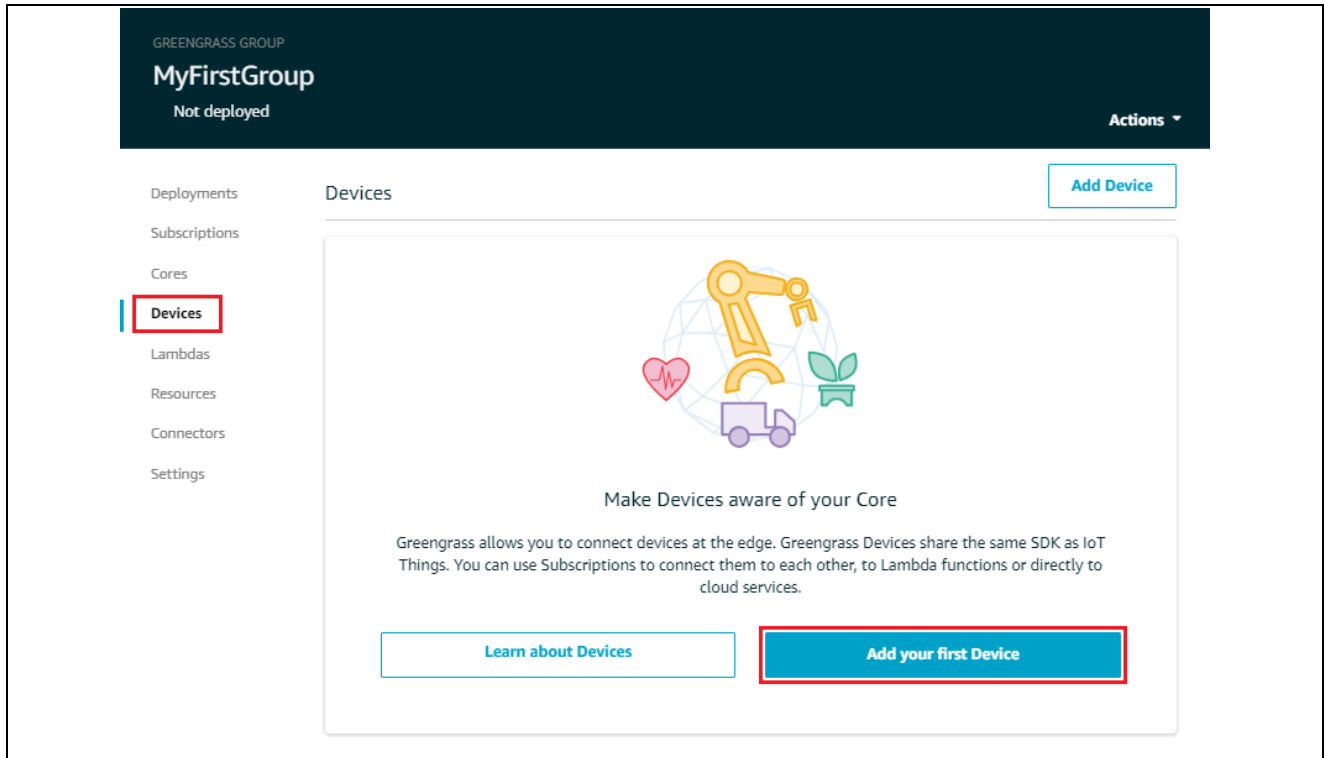 GREENGRASS GROUP
MyFirstGroup
Not deployed
Actions
Deployments
Subscriptions
Cores
Devices
Lambdas
Resources
Connectors
Settings
Devices
Add Device
Make Devices aware of your Core
Greengrass allows you to connect devices at the edge. Greengrass Devices share the same SDK as IoT
Things. You can use Subscriptions to connect them to each other, to Lambda functions or directly to
cloud services.
Learn about Devices
Add your first Device